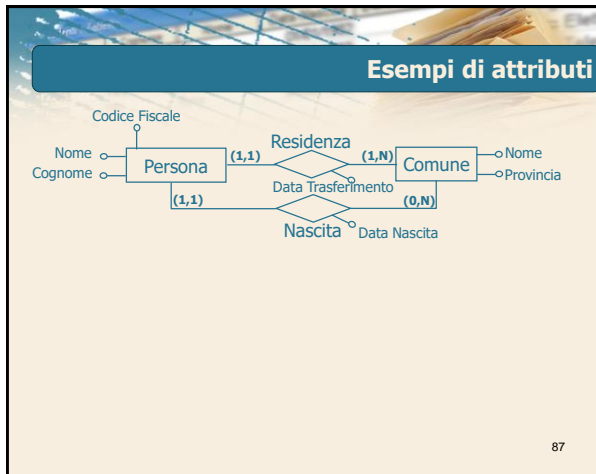 Esempi di attributi
Codice Fiscale
Nome
Cognome
Persona
(1,1)
Residenza
(1,N)
Comune
Nome
Provincia
Data Trasferimento
(1,1)
(0,N)
Nascita
Data Nascita
87